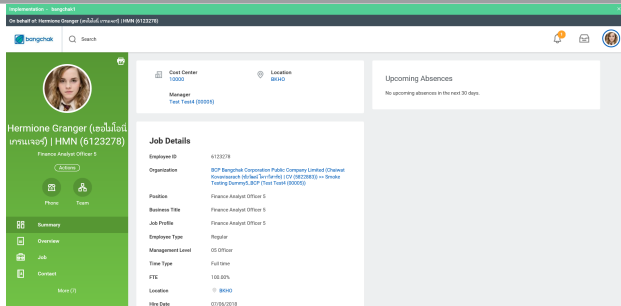 Implementation - bangchak1
On behalf of: Hermione Granger (เฮอไมโอนี่ เกรนเจอร์) | HMN (6123278)
bangchak
Search
Hermione Granger (เฮอไมโอนี่
เกรนเจอร์) | HMN (6123278)
Finance Analyst Officer 5
Actions
Phone
Team
Summary
Overview
Job
Contact
More (7)
Cost Center
10000
Location
BKHO
Manager
Test Test4 (00005)
Job Details
Employee ID 6123278
Organization BCP Bangchak Corporation Public Company Limited (Chaiwat
Kovavisarach (ชัยวัฒน์ โควาวิสารัช) | CV (5822883)) >> Smoke
Testing Dummy5_BCP (Test Test4 (00005))
Position Finance Analyst Officer 5
Business Title Finance Analyst Officer 5
Job Profile Finance Analyst Officer 5
Employee Type Regular
Management Level 05 Officer
Time Type Full time
FTE 100.00%
Location BKHO
Hire Date 07/06/2018
Upcoming Absences
No upcoming absences in the next 30 days.